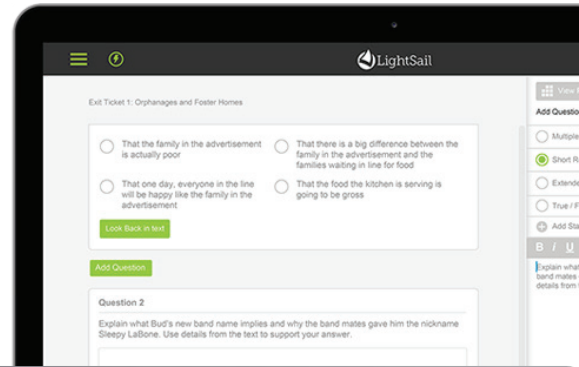 LightSail
Exit Ticket 1: Orphanages and Foster Homes
That the family in the advertisement
is actually poor
That there is a big difference between the
family in the advertisement and the
families waiting in line for food
That one day, everyone in the line
will be happy like the family in the
advertisement
That the food the kitchen is serving is
going to be gross
Look Back in text
Add Question
Question 2
Explain what Bud's new band name implies and why the band mates gave him the nickname
Sleepy LaBone. Use details from the text to support your answer.
View
Add Questio
Multiple
Short R
Extende
True / F
Add Sta
B I U
Explain what
band mates
details from